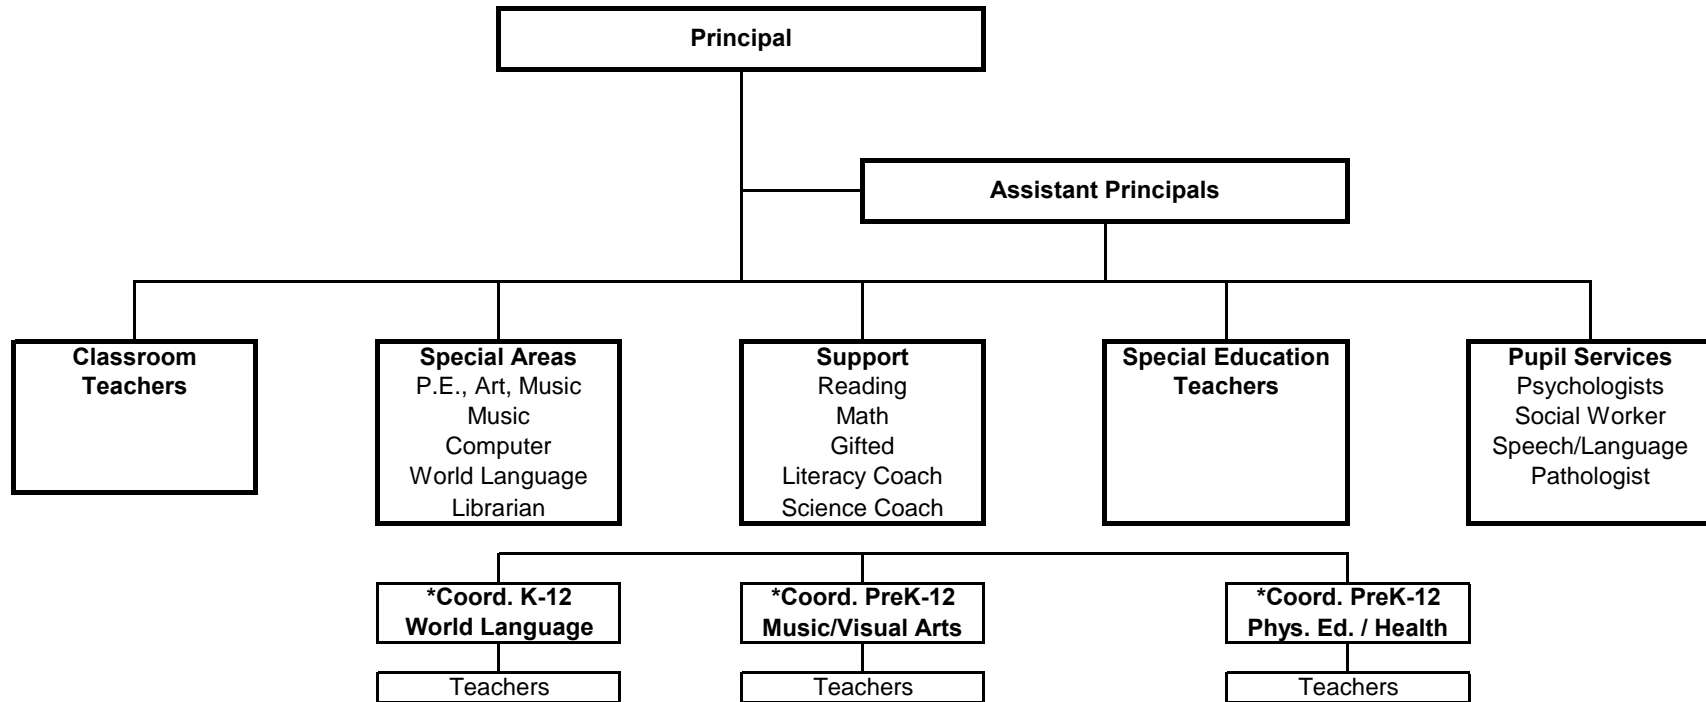 Principal
Assistant Principals
Classroom
Teachers
Special Areas
P.E., Art, Music
Music
Computer
World Language
Librarian
Support
Reading
Math
Gifted
Literacy Coach
Science Coach
Special Education
Teachers
Pupil Services
Psychologists
Social Worker
Speech/Language
Pathologist
*Coord. K-12
World Language
*Coord. PreK-12
Music/Visual Arts
*Coord. PreK-12
Phys. Ed. / Health
Teachers
Teachers
Teachers